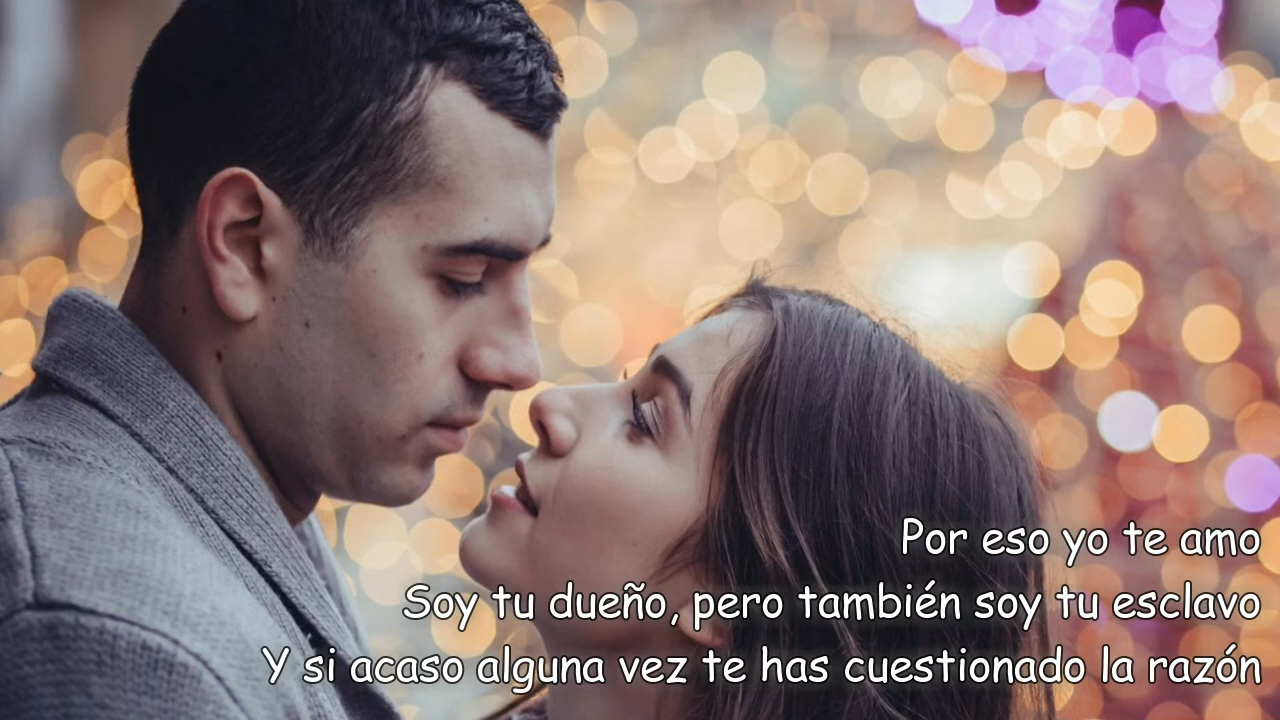 Por eso yo te amo
Soy tu dueño, pero también soy tu esclavo
Y si acaso alguna vez te has cuestionado la razón